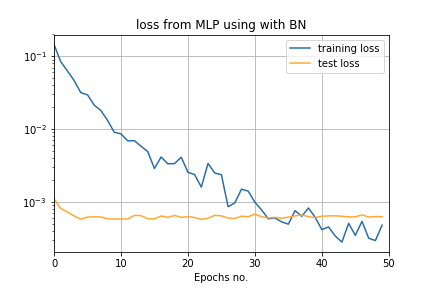 loss from MLP using with BN
training loss
test loss
10⁻¹
10⁻²
10⁻³
0 10 20 30 40 50
Epochs no.